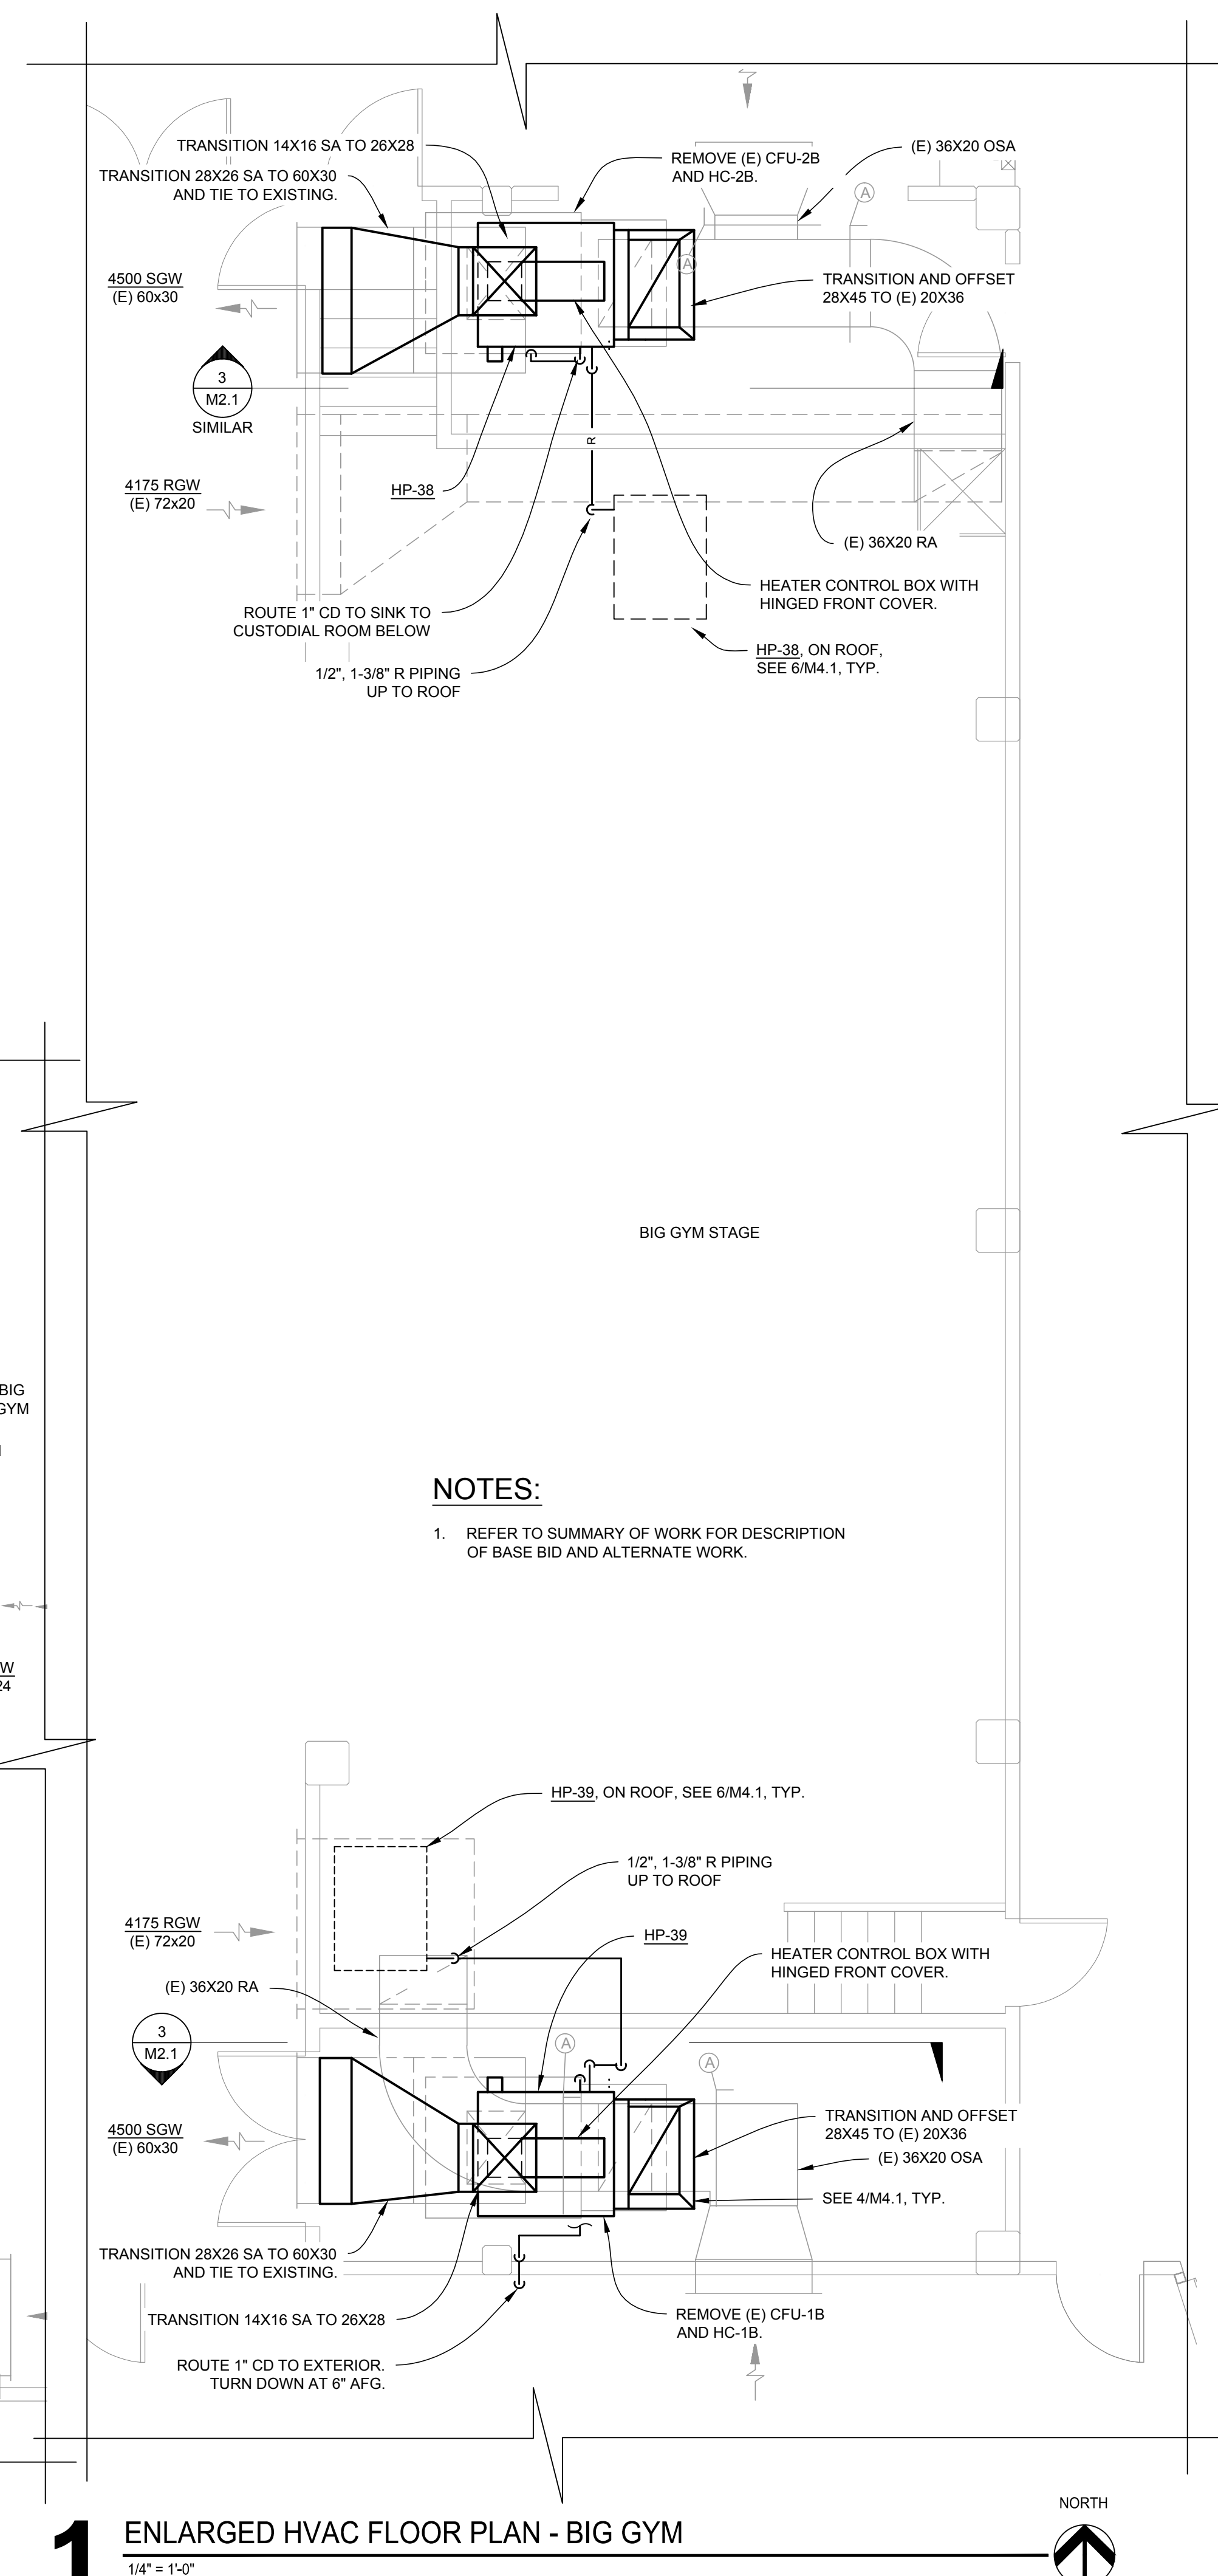 TRANSITION 14X16 SA TO 26X28
TRANSITION 28X26 SA TO 60X30
AND TIE TO EXISTING.
REMOVE (E) CFU-2B
AND HC-2B.
(E) 36X20 OSA
A
A
4500 SGW
(E) 60x30
TRANSITION AND OFFSET
28X45 TO (E) 20X36
3
M2.1
SIMILAR
R
4175 RGW
(E) 72x20
HP-38
(E) 36X20 RA
HEATER CONTROL BOX WITH
HINGED FRONT COVER.
ROUTE 1" CD TO SINK TO
CUSTODIAL ROOM BELOW
HP-38, ON ROOF,
SEE 6/M4.1, TYP.
1/2", 1-3/8" R PIPING
UP TO ROOF
BIG GYM STAGE
BIG
GYM
NOTES:
1. REFER TO SUMMARY OF WORK FOR DESCRIPTION
OF BASE BID AND ALTERNATE WORK.
W
24
HP-39, ON ROOF, SEE 6/M4.1, TYP.
1/2", 1-3/8" R PIPING
UP TO ROOF
4175 RGW
(E) 72x20
HP-39
HEATER CONTROL BOX WITH
HINGED FRONT COVER.
(E) 36X20 RA
3
M2.1
A
A
4500 SGW
(E) 60x30
TRANSITION AND OFFSET
28X45 TO (E) 20X36
(E) 36X20 OSA
SEE 4/M4.1, TYP.
TRANSITION 28X26 SA TO 60X30
AND TIE TO EXISTING.
TRANSITION 14X16 SA TO 26X28
REMOVE (E) CFU-1B
AND HC-1B.
ROUTE 1" CD TO EXTERIOR.
TURN DOWN AT 6" AFG.
NORTH
1
ENLARGED HVAC FLOOR PLAN - BIG GYM
1/4" = 1'-0"